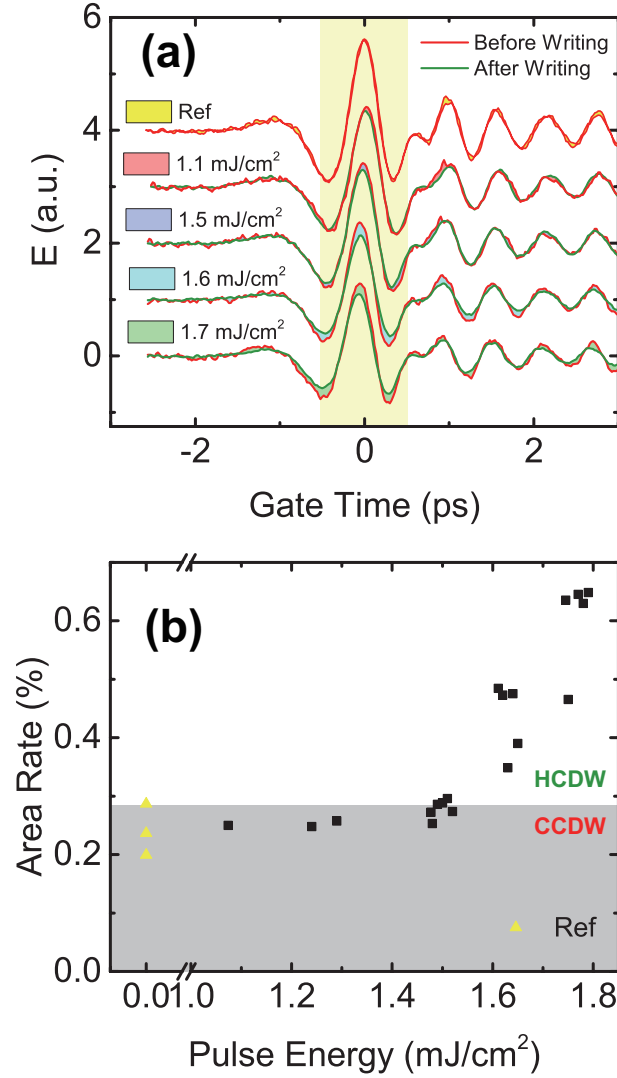 (a)
Before Writing
After Writing
Ref
1.1 mJ/cm²
1.5 mJ/cm²
1.6 mJ/cm²
1.7 mJ/cm²
6
4
2
0
E (a.u.)
-2
0
2
Gate Time (ps)
(b)
0.6
0.4
0.2
0.0
Area Rate (%)
HCDW
CCDW
Ref
0.01 1.0 1.2 1.4 1.6 1.8
Pulse Energy (mJ/cm²)